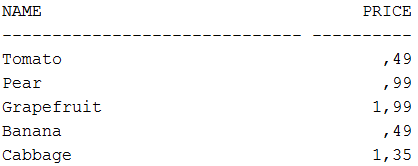 NAME PRICE
------------------------------ ----------
Tomato ,49
Pear ,99
Grapefruit 1,99
Banana ,49
Cabbage 1,35